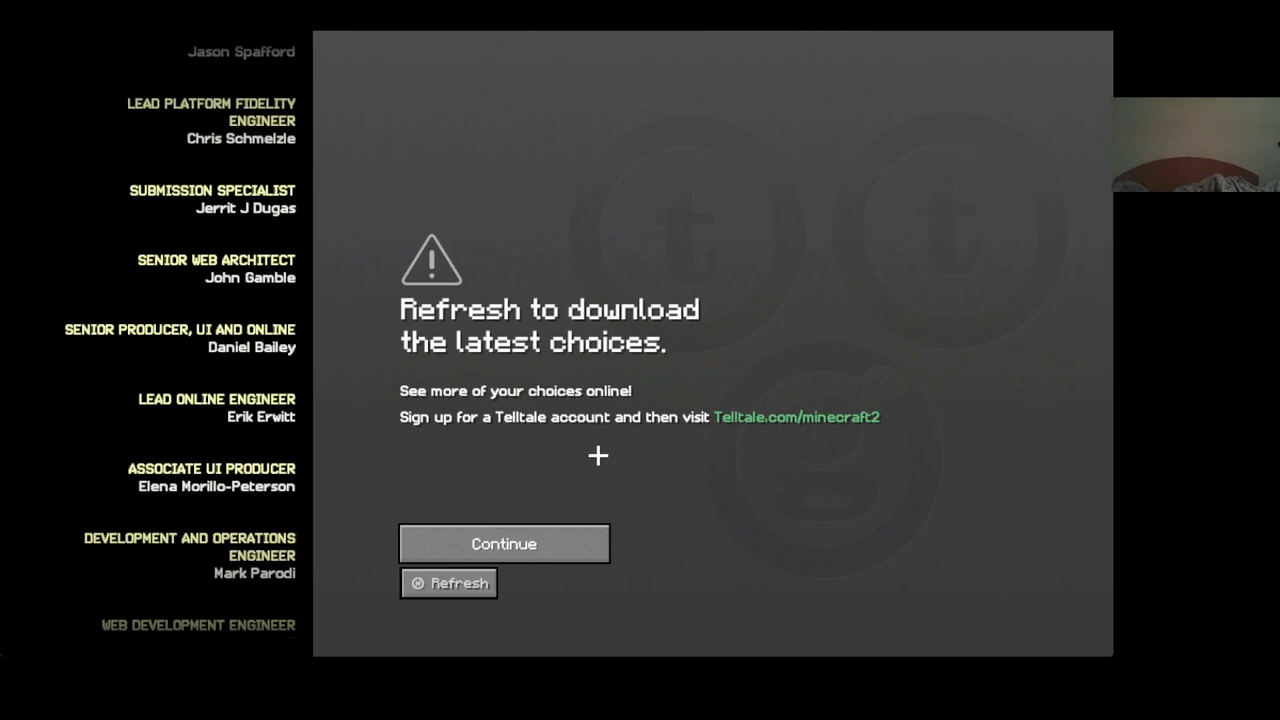 Jason Spafford
LEAD PLATFORM FIDELITY
ENGINEER
Chris Schmelzle
SUBMISSION SPECIALIST
Jerrit J Dugas
SENIOR WEB ARCHITECT
John Gamble
SENIOR PRODUCER, UI AND ONLINE
Daniel Bailey
LEAD ONLINE ENGINEER
Erik Erwitt
ASSOCIATE UI PRODUCER
Elena Morillo-Peterson
DEVELOPMENT AND OPERATIONS
ENGINEER
Mark Parodi
WEB DEVELOPMENT ENGINEER
Refresh to download
the latest choices.
See more of your choices online!
Sign up for a Telltale account and then visit Telltale.com/minecraft2
Continue
Refresh
t t
g